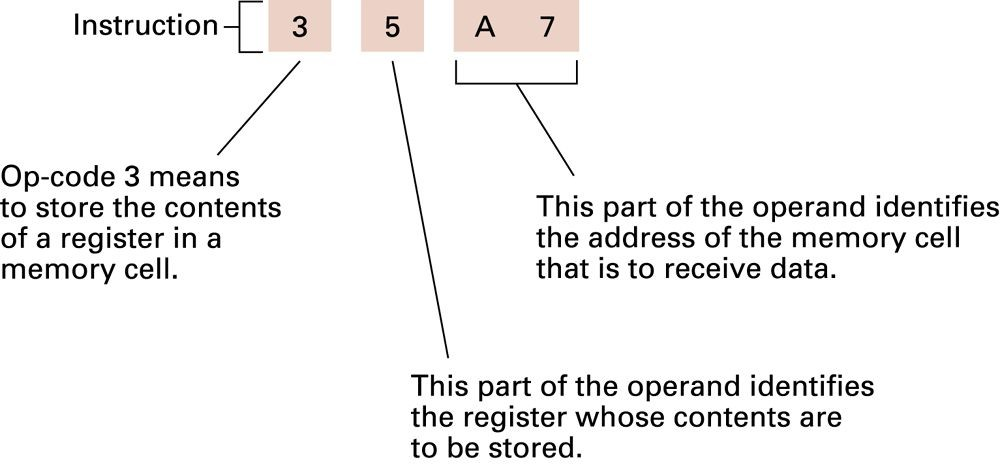 Instruction 3 5 A 7
Op-code 3 means
to store the contents
of a register in a
memory cell.
This part of the operand identifies
the address of the memory cell
that is to receive data.
This part of the operand identifies
the register whose contents are
to be stored.